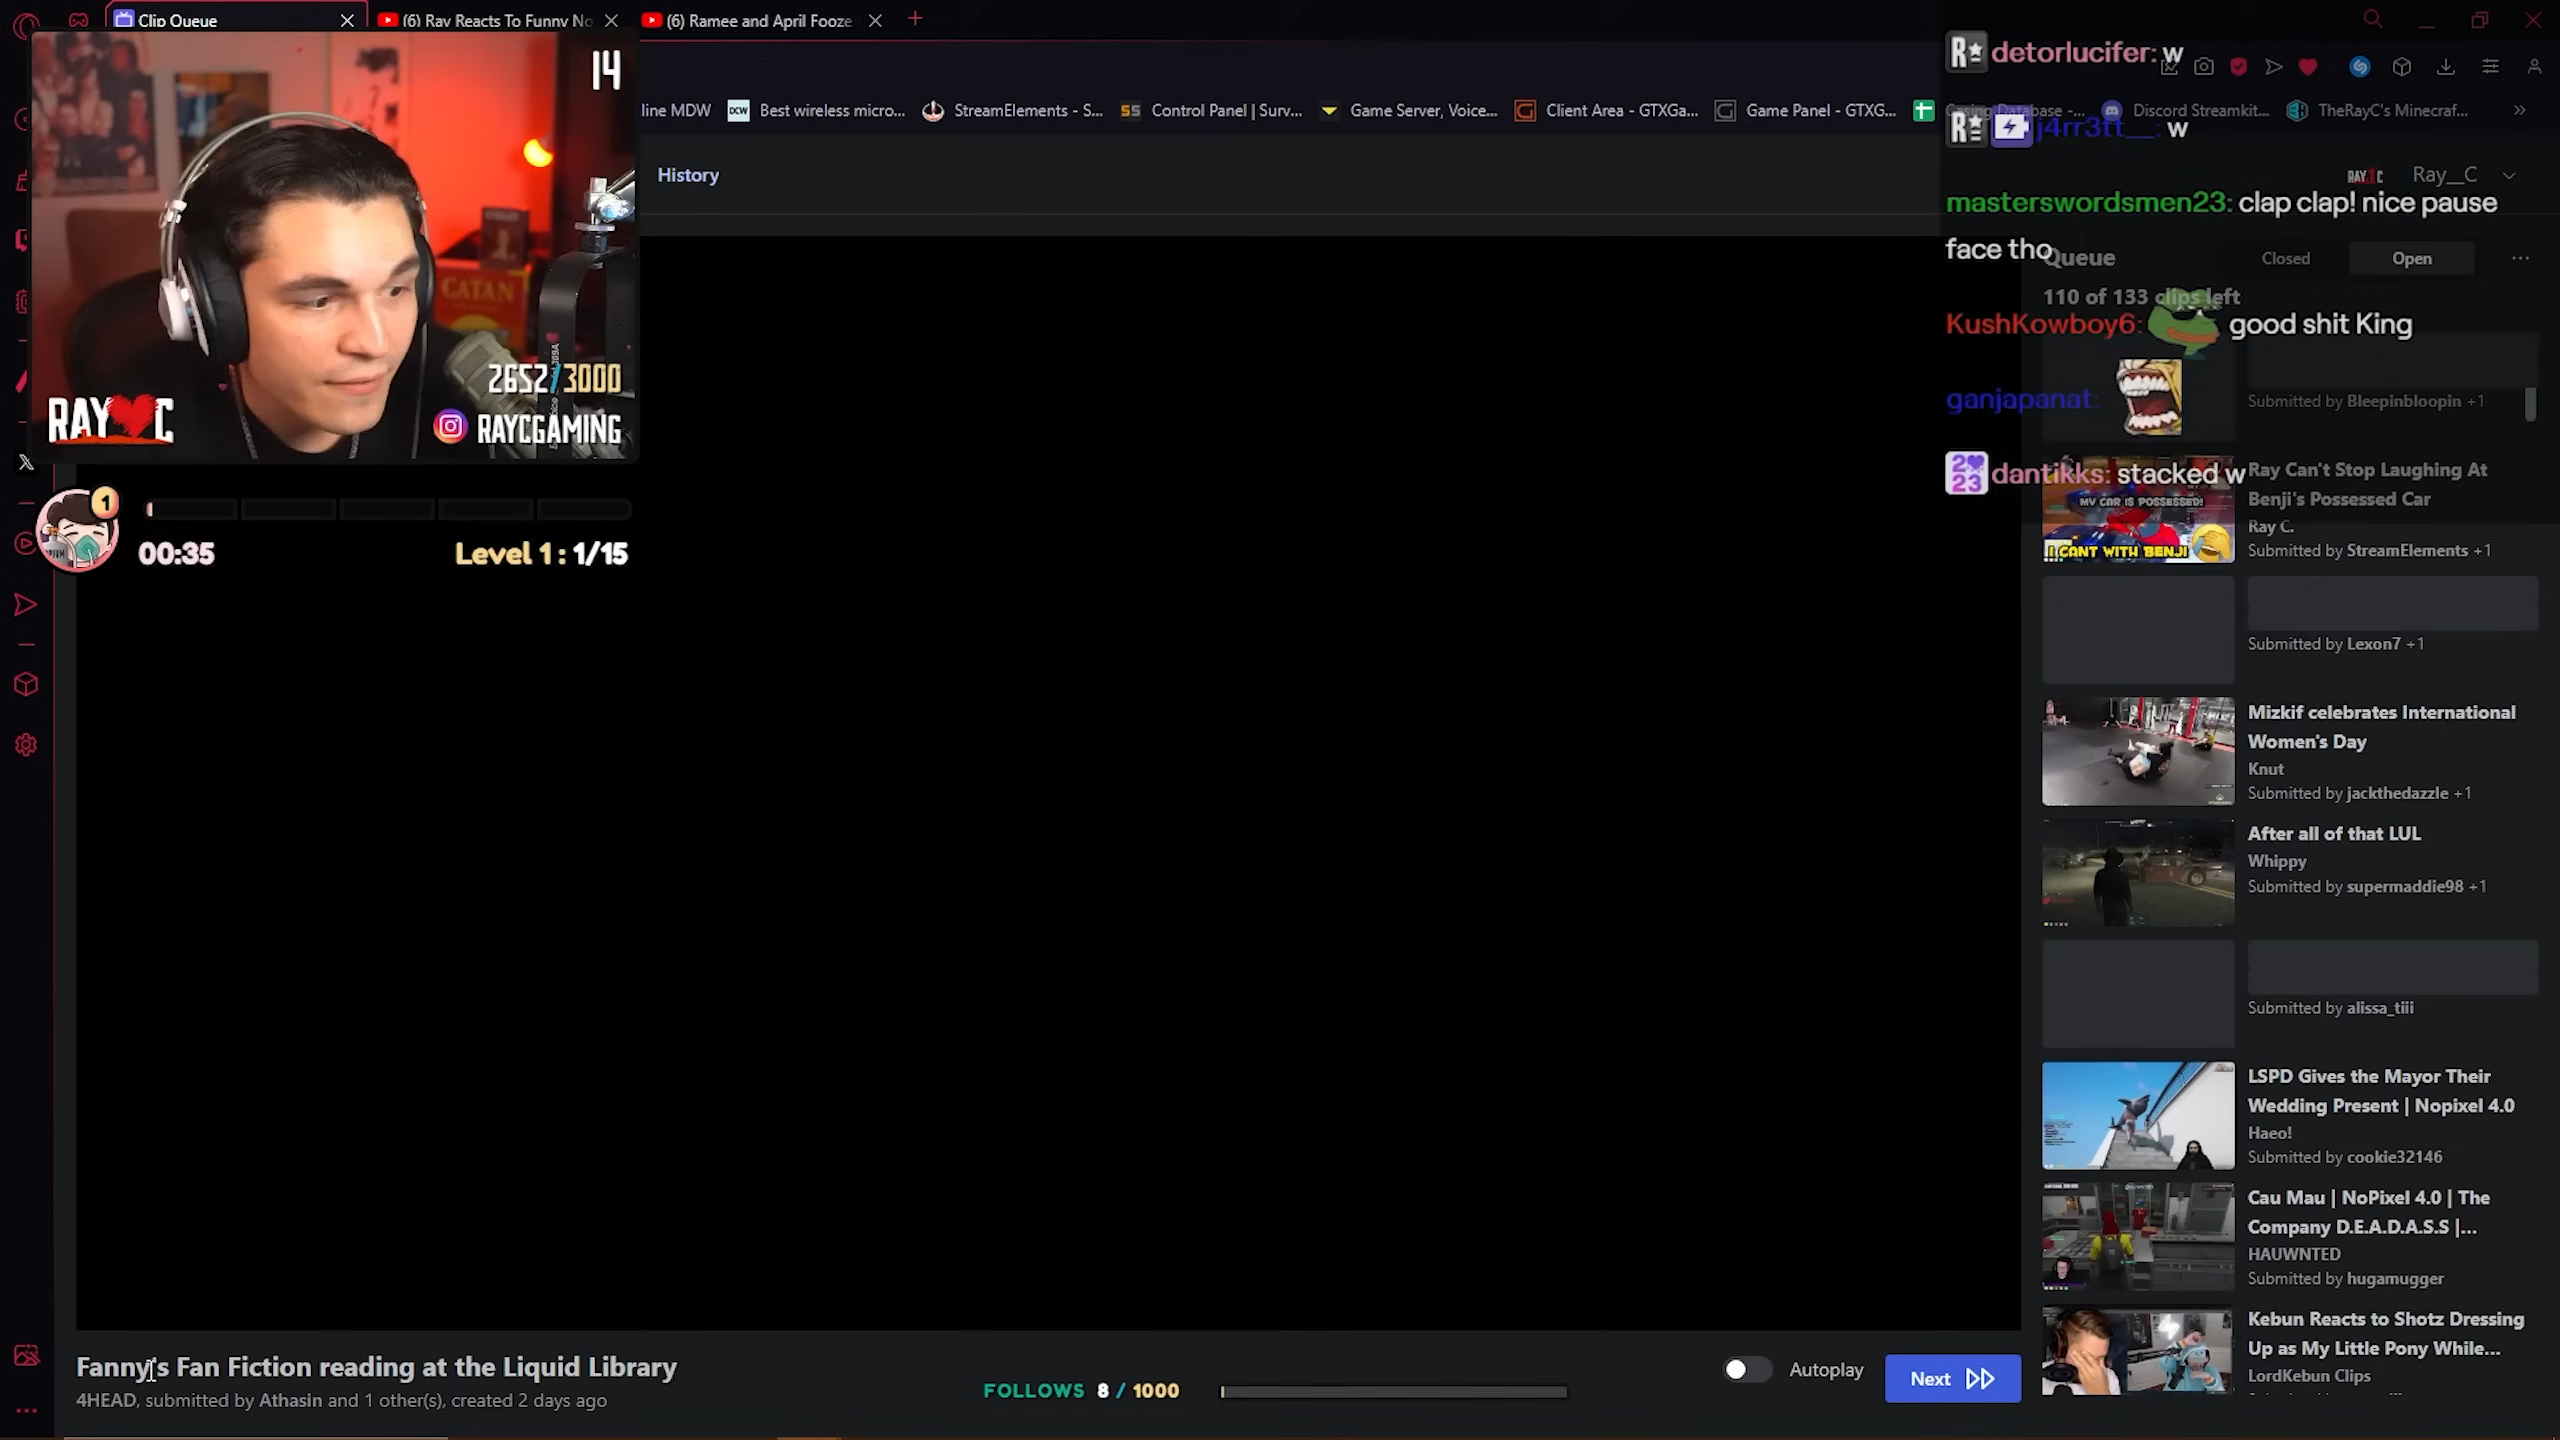 Clip Queue
(6) Ray Reacts To Funny No
(6) Ramee and April Fooze
line MDW
Best wireless micro...
StreamElements - S...
Control Panel | Surv...
Game Server, Voice...
Client Area - GTXGa...
Game Panel - GTXG...
Casing Database -...
Discord Streamkit...
TheRayC's Minecraf...
History
Ray__C
14
CATAN
2652/3000
RAY C
RAYCGAMING
1
00:35
Level 1 : 1/15
detorlucifer: w
j4rr3tt__: w
masterswordsmen23: clap clap! nice pause
face tho
KushKowboy6: good shit King
ganjapanat:
dantikks: stacked w
Queue
Closed
Open
110 of 133 clips left
Submitted by Bleepinbloopin +1
MY CAR IS POSSESSED!
I CANT WITH BENJI
Ray Can't Stop Laughing At
Benji's Possessed Car
Ray C.
Submitted by StreamElements +1
Submitted by Lexon7 +1
Mizkif celebrates International
Women's Day
Knut
Submitted by jackthedazzle +1
After all of that LUL
Whippy
Submitted by supermaddie98 +1
Submitted by alissa_tiii
LSPD Gives the Mayor Their
Wedding Present | Nopixel 4.0
Haeo!
Submitted by cookie32146
Cau Mau | NoPixel 4.0 | The
Company D.E.A.D.A.S.S |...
HAUWNTED
Submitted by hugamugger
Kebun Reacts to Shotz Dressing
Up as My Little Pony While...
LordKebun Clips
Fanny's Fan Fiction reading at the Liquid Library
4HEAD, submitted by Athasin and 1 other(s), created 2 days ago
FOLLOWS 8 / 1000
Autoplay
Next